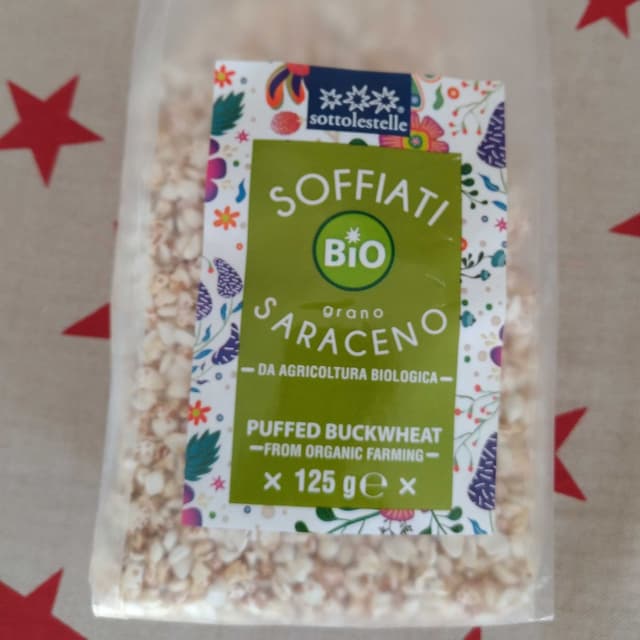 sottolestelle
SOFFIATI
BiO
grano
SARACENO
DA AGRICOLTURA BIOLOGICA
PUFFED BUCKWHEAT
FROM ORGANIC FARMING
125 g ℮